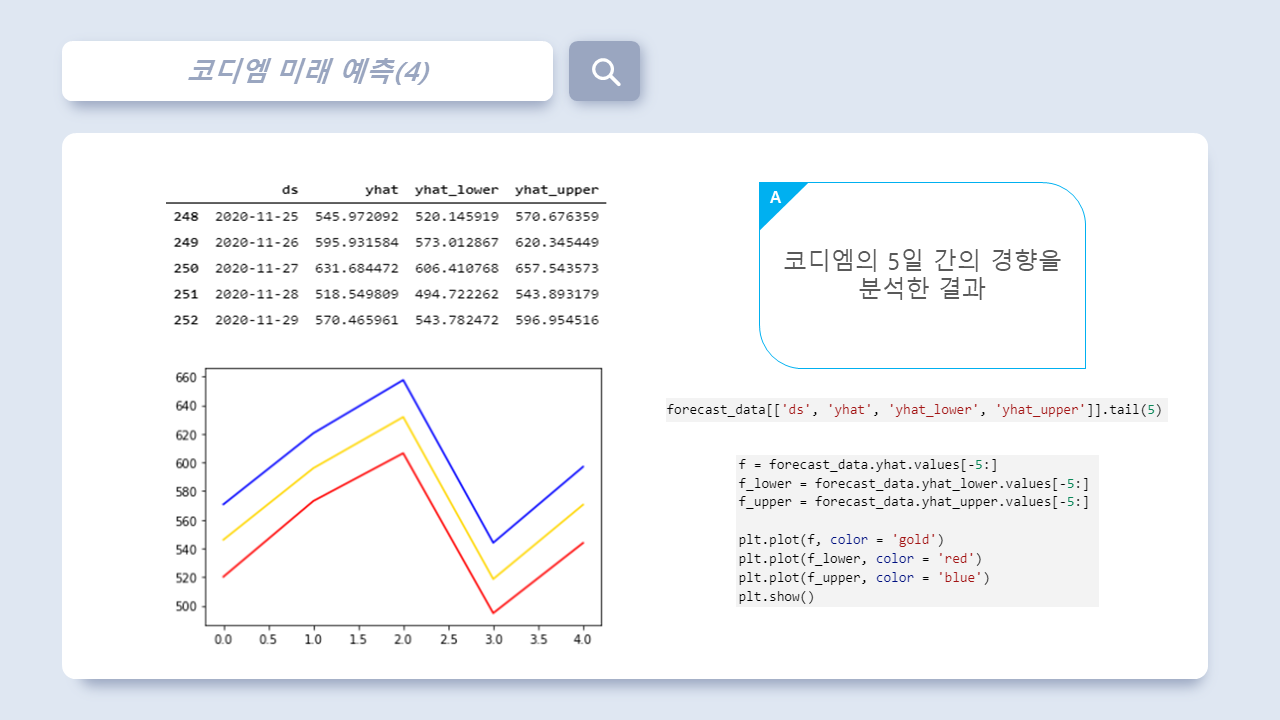 코디엠 미래 예측(4)
ds yhat yhat_lower yhat_upper
248 2020-11-25 545.972092 520.145919 570.676359
249 2020-11-26 595.931584 573.012867 620.345449
250 2020-11-27 631.684472 606.410768 657.543573
251 2020-11-28 518.549809 494.722262 543.893179
252 2020-11-29 570.465961 543.782472 596.954516
660
640
620
600
580
560
540
520
500
0.0 0.5 1.0 1.5 2.0 2.5 3.0 3.5 4.0
A
코디엠의 5일 간의 경향을
분석한 결과
forecast_data[['ds', 'yhat', 'yhat_lower', 'yhat_upper']].tail(5)
f = forecast_data.yhat.values[-5:]
f_lower = forecast_data.yhat_lower.values[-5:]
f_upper = forecast_data.yhat_upper.values[-5:]
plt.plot(f, color = 'gold')
plt.plot(f_lower, color = 'red')
plt.plot(f_upper, color = 'blue')
plt.show()